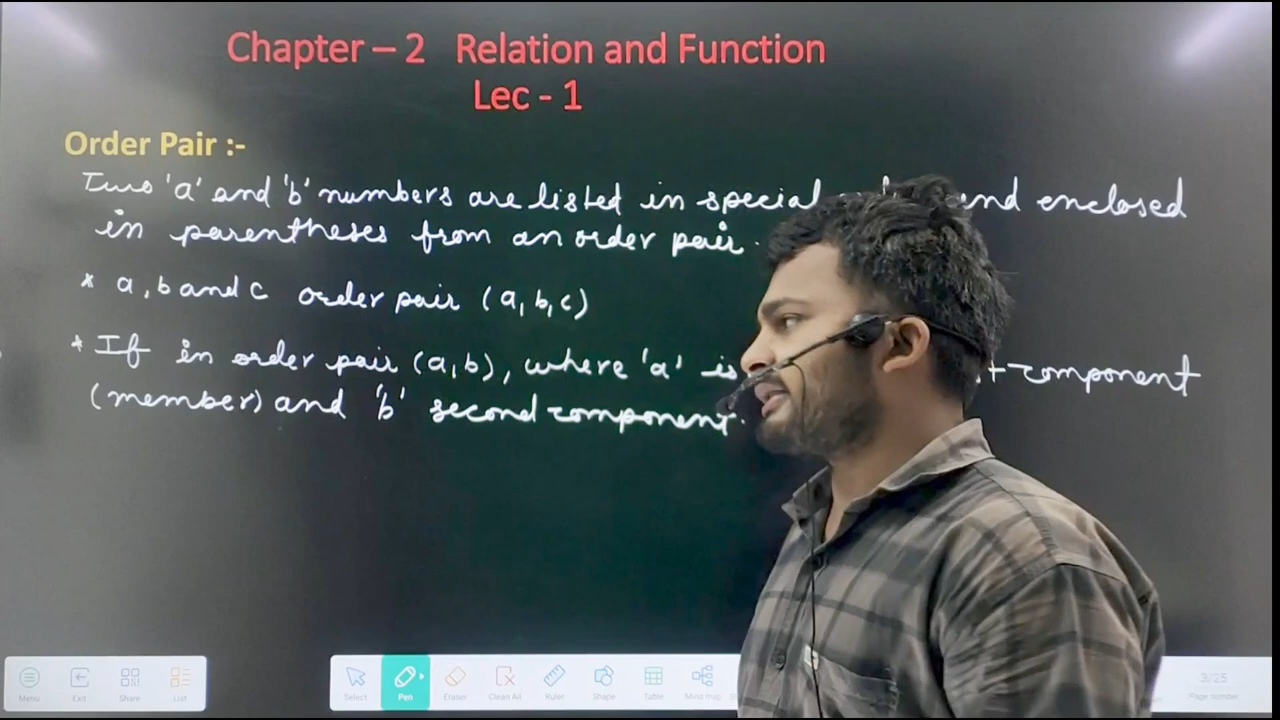 Chapter – 2 Relation and Function
Lec - 1
Order Pair :-
Two 'a' and 'b' numbers are listed in special and enclosed
in parentheses from an order pair.
* a, b and c order pair (a, b, c)
* If in order pair (a, b), where 'a' is component
(member) and 'b' second component.
Menu Exit Share List Select Pen Eraser Clean All Ruler Shape Table Mind map 3/25 Page number